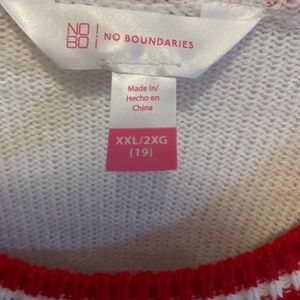 NO
BO
NO BOUNDARIES
Made in/
Hecho en
China
XXL/2XG
(19)